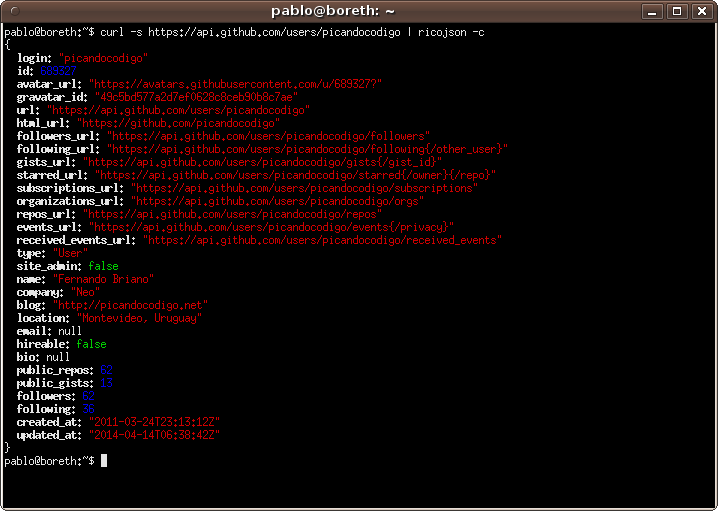 pablo@boreth: ~
pablo@boreth:~$ curl -s https://api.github.com/users/picandocodigo | ricojson -c
{
  login: "picandocodigo"
  id: 689327
  avatar_url: "https://avatars.githubusercontent.com/u/689327?"
  gravatar_id: "49c5bd577a2d7ef0628c8ceb90b8c7ae"
  url: "https://api.github.com/users/picandocodigo"
  html_url: "https://github.com/picandocodigo"
  followers_url: "https://api.github.com/users/picandocodigo/followers"
  following_url: "https://api.github.com/users/picandocodigo/following{/other_user}"
  gists_url: "https://api.github.com/users/picandocodigo/gists{/gist_id}"
  starred_url: "https://api.github.com/users/picandocodigo/starred{/owner}{/repo}"
  subscriptions_url: "https://api.github.com/users/picandocodigo/subscriptions"
  organizations_url: "https://api.github.com/users/picandocodigo/orgs"
  repos_url: "https://api.github.com/users/picandocodigo/repos"
  events_url: "https://api.github.com/users/picandocodigo/events{/privacy}"
  received_events_url: "https://api.github.com/users/picandocodigo/received_events"
  type: "User"
  site_admin: false
  name: "Fernando Briano"
  company: "Neo"
  blog: "http://picandocodigo.net"
  location: "Montevideo, Uruguay"
  email: null
  hireable: false
  bio: null
  public_repos: 62
  public_gists: 13
  followers: 62
  following: 36
  created_at: "2011-03-24T23:13:12Z"
  updated_at: "2014-04-14T06:38:42Z"
}
pablo@boreth:~$